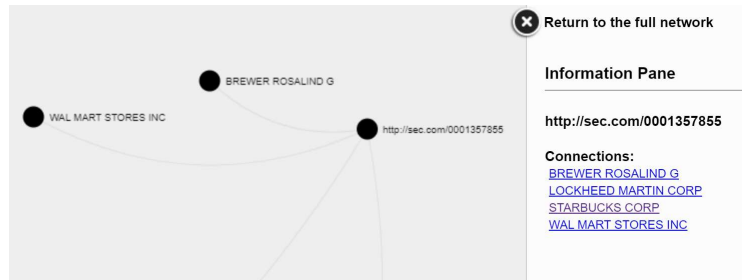 BREWER ROSALIND G
WAL MART STORES INC
http://sec.com/0001357855
Return to the full network
Information Pane
http://sec.com/0001357855
Connections:
BREWER ROSALIND G
LOCKHEED MARTIN CORP
STARBUCKS CORP
WAL MART STORES INC